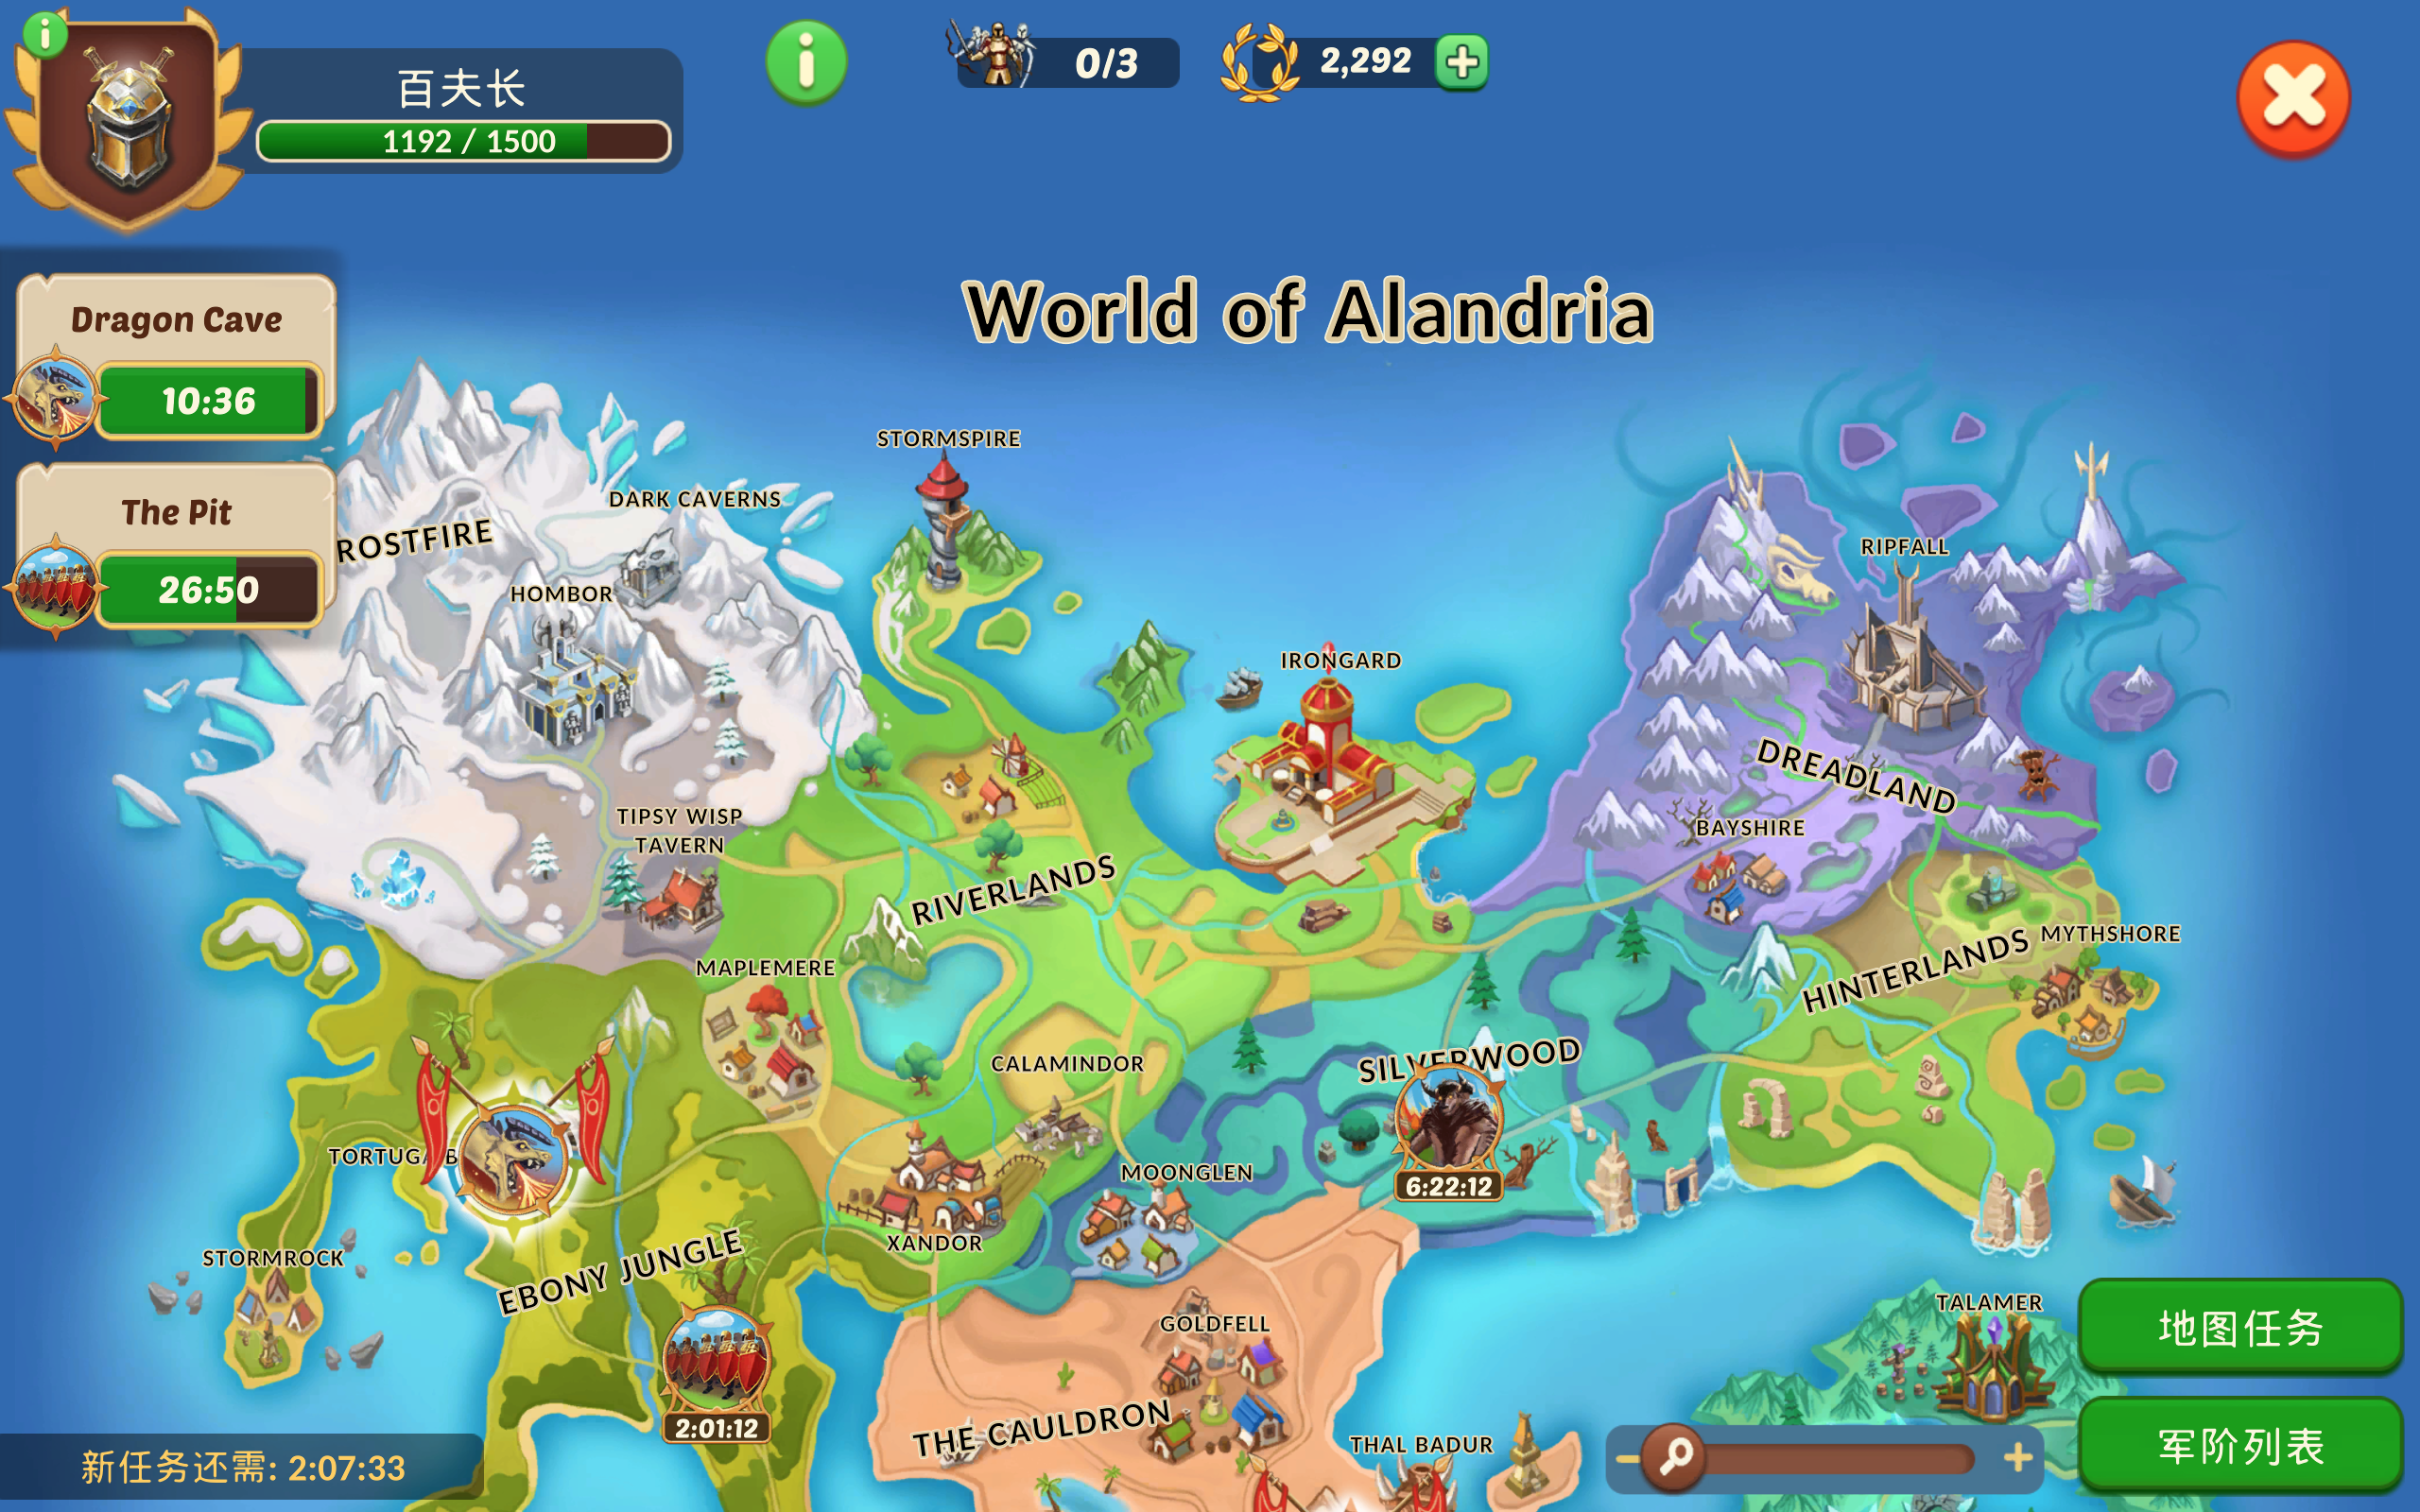 百夫长
1192 / 1500
0/3
2,292
World of Alandria
Dragon Cave
10:36
The Pit
26:50
STORMSPIRE
DARK CAVERNS
ROSTFIRE
HOMBOR
RIPFALL
IRONGARD
DREADLAND
TIPSY WISP
TAVERN
BAYSHIRE
RIVERLANDS
MYTHSHORE
HINTERLANDS
MAPLEMERE
CALAMINDOR
SILVERWOOD
TORTUGA B
MOONGLEN
6:22:12
XANDOR
STORMROCK
EBONY JUNGLE
TALAMER
GOLDFELL
地图任务
2:01:12
THE CAULDRON
THAL BADUR
军阶列表
新任务还需: 2:07:33